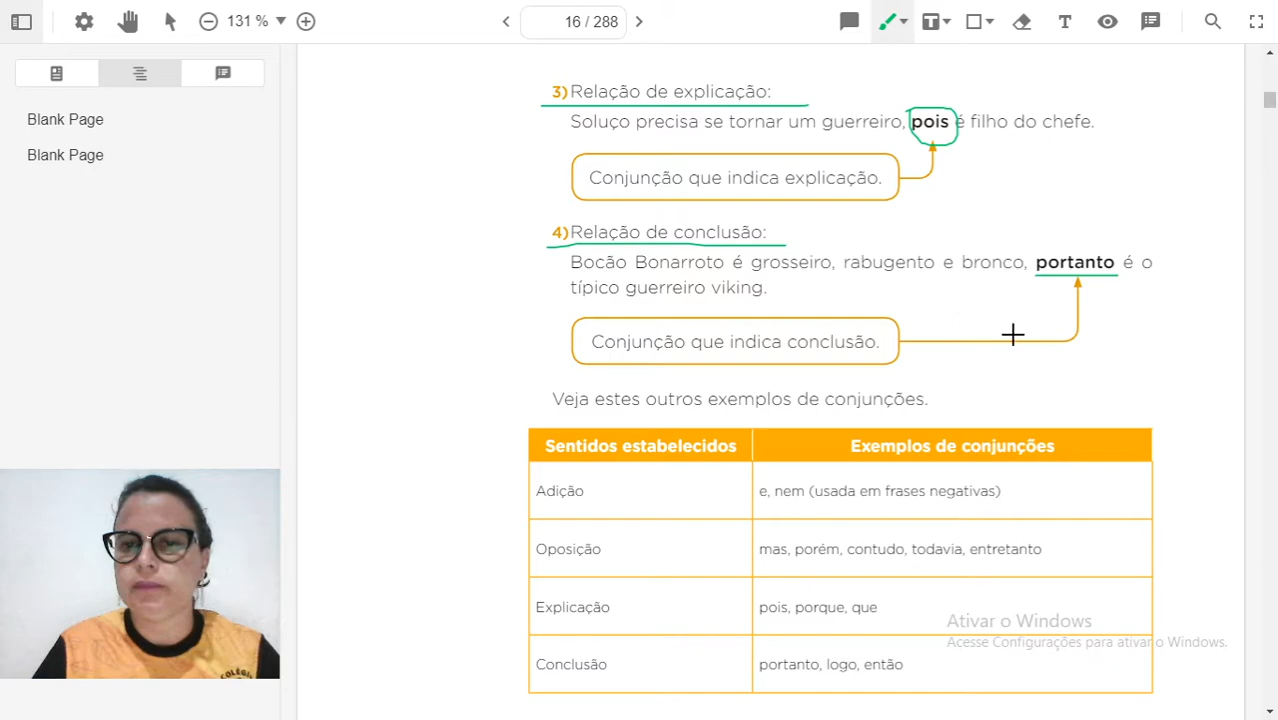 131 %
16 / 288
Blank Page
Blank Page
3) Relação de explicação:
Soluço precisa se tornar um guerreiro, pois é filho do chefe.
Conjunção que indica explicação.
4) Relação de conclusão:
Bocão Bonarroto é grosseiro, rabugento e bronco, portanto é o
típico guerreiro viking.
Conjunção que indica conclusão.
Veja estes outros exemplos de conjunções.
Sentidos estabelecidos Exemplos de conjunções
Adição e, nem (usada em frases negativas)
Oposição mas, porém, contudo, todavia, entretanto
Explicação pois, porque, que
Conclusão portanto, logo, então
Ativar o Windows
Acesse Configurações para ativar o Windows.